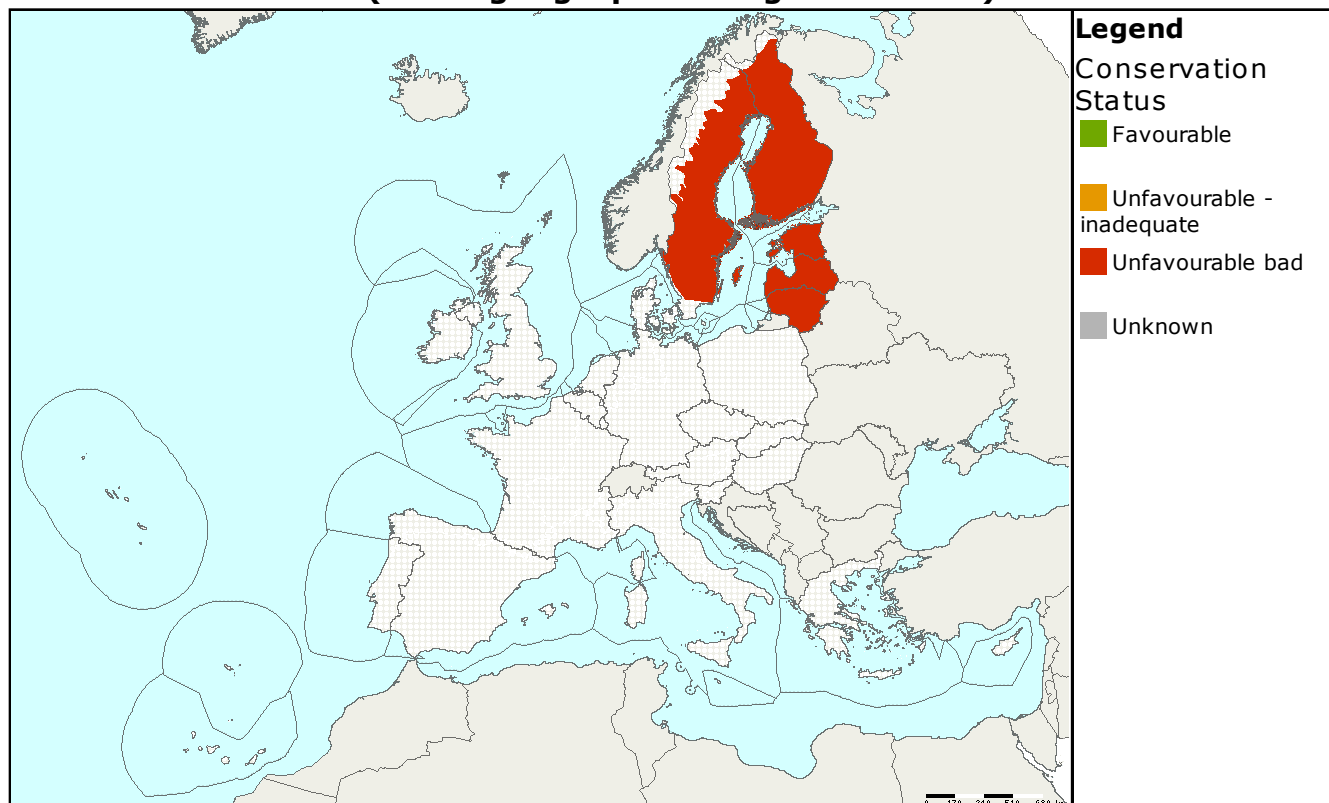 Legend
Conservation
Status
Favourable
Unfavourable -
inadequate
Unfavourable bad
Unknown